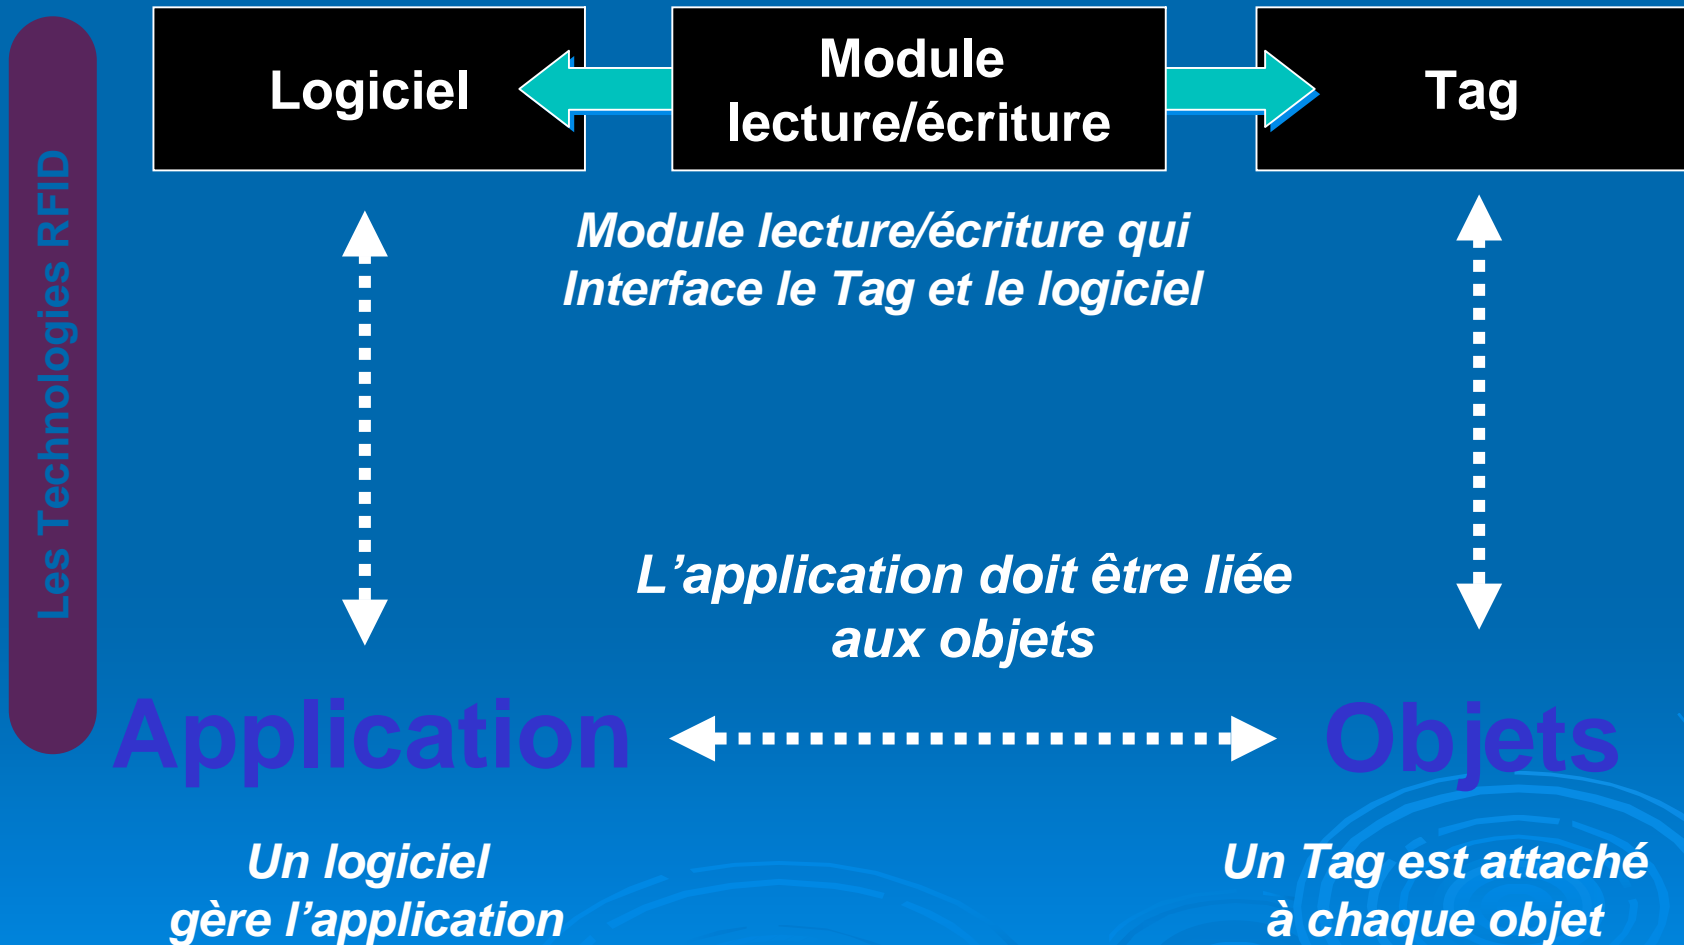 Les Technologies RFID
Logiciel
Module
lecture/écriture
Tag
Module lecture/écriture qui
Interface le Tag et le logiciel
L’application doit être liée
aux objets
Application
Objets
Un logiciel
gère l’application
Un Tag est attaché
à chaque objet